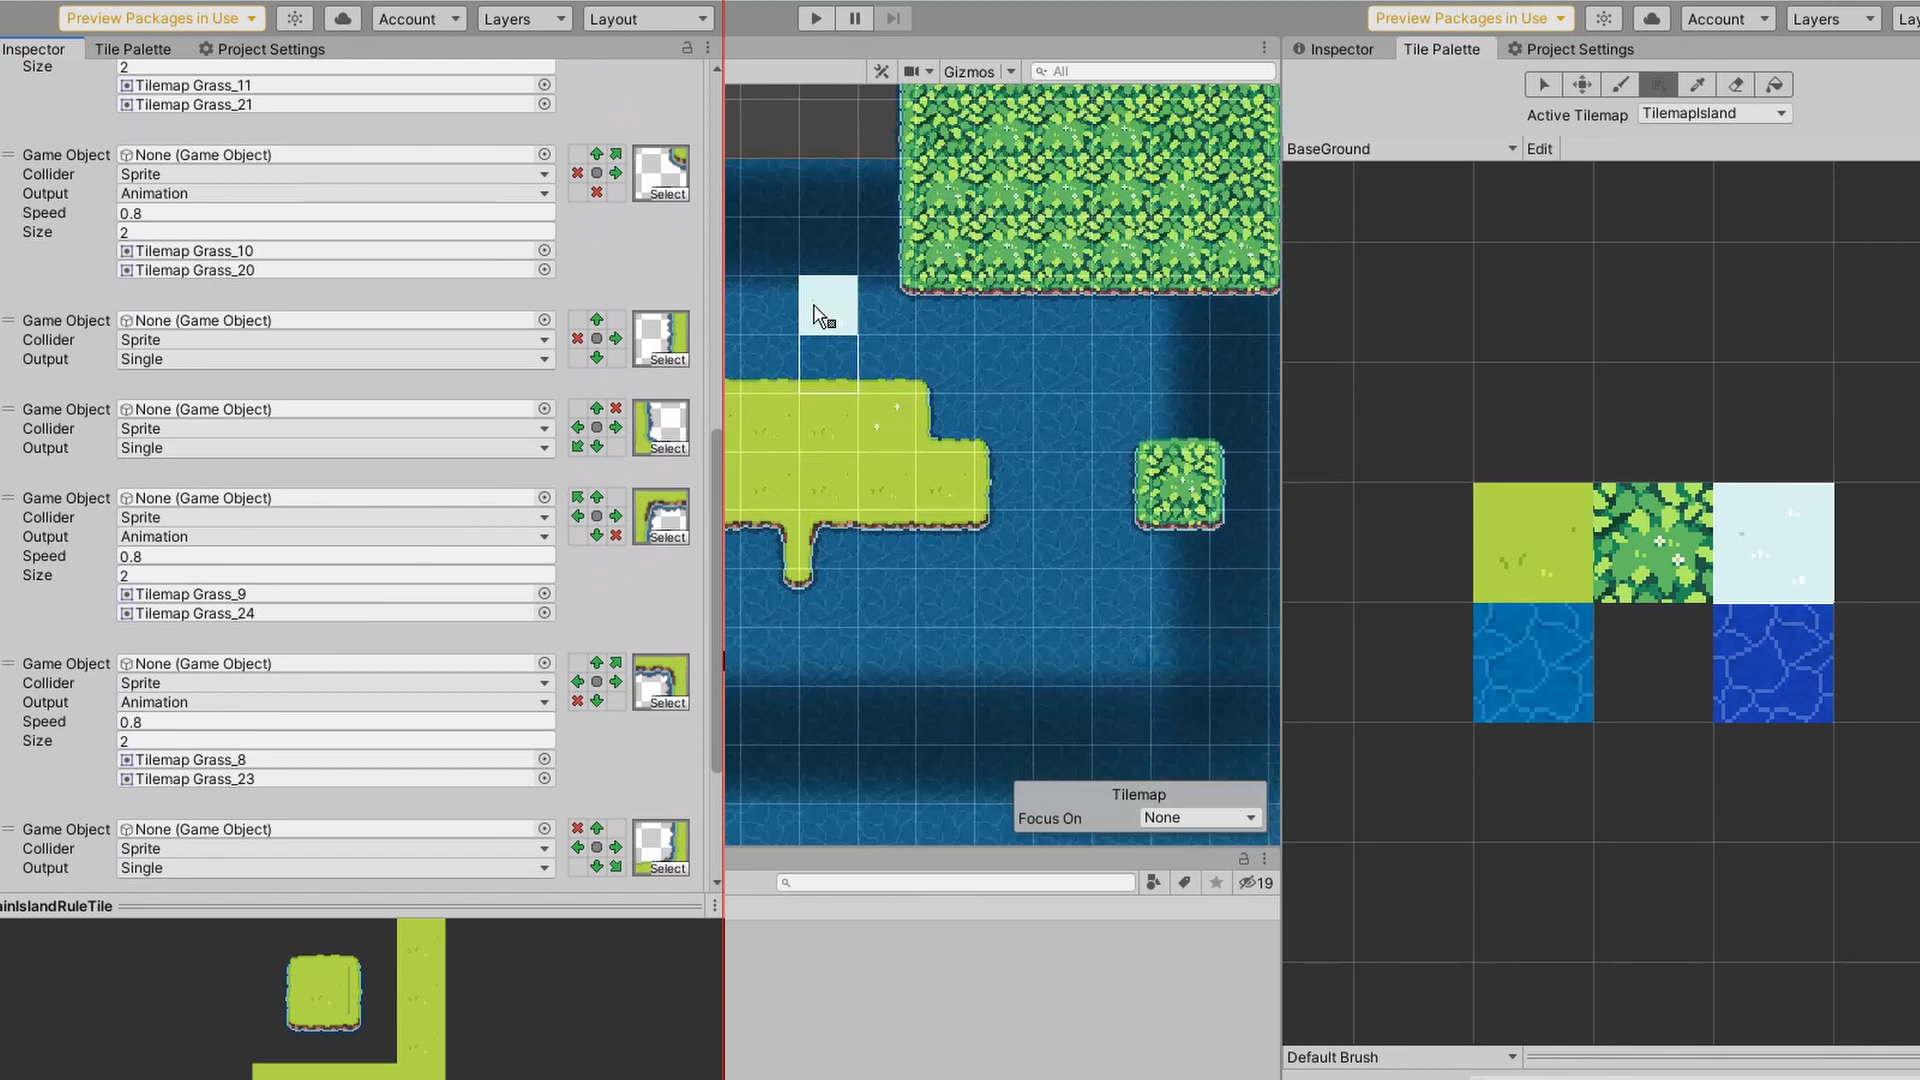 Preview Packages in Use
Account
Layers
Layout
Inspector
Tile Palette
Project Settings
Size
2
Tilemap Grass_11
Tilemap Grass_21
Game Object
None (Game Object)
Collider
Sprite
Output
Animation
Speed
0.8
Size
2
Tilemap Grass_10
Tilemap Grass_20
Select
Game Object
None (Game Object)
Collider
Sprite
Output
Single
Select
Game Object
None (Game Object)
Collider
Sprite
Output
Single
Select
Game Object
None (Game Object)
Collider
Sprite
Output
Animation
Speed
0.8
Size
2
Tilemap Grass_9
Tilemap Grass_24
Select
Game Object
None (Game Object)
Collider
Sprite
Output
Animation
Speed
0.8
Size
2
Tilemap Grass_8
Tilemap Grass_23
Select
Game Object
None (Game Object)
Collider
Sprite
Output
Single
Select
ainIslandRuleTile
Gizmos
All
Tilemap
Focus On
None
19
Preview Packages in Use
Account
Layers
Lay
Inspector
Tile Palette
Project Settings
Active Tilemap
TilemapIsland
BaseGround
Edit
Default Brush